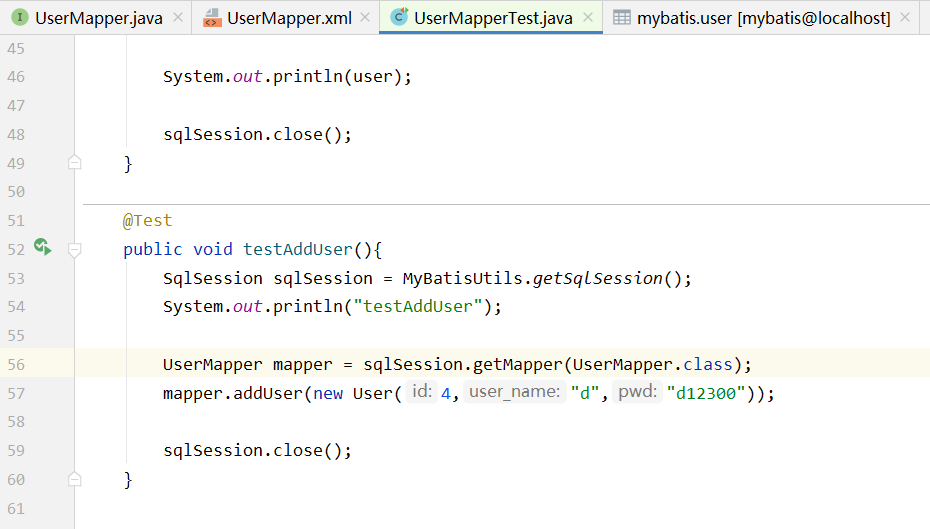 UserMapper.java × UserMapper.xml × UserMapperTest.java × mybatis.user [mybatis@localhost] ×
45
46 System.out.println(user);
47
48 sqlSession.close();
49 }
50
51 @Test
52 public void testAddUser(){
53 SqlSession sqlSession = MyBatisUtils.getSqlSession();
54 System.out.println("testAddUser");
55
56 UserMapper mapper = sqlSession.getMapper(UserMapper.class);
57 mapper.addUser(new User( id: 4, user_name: "d", pwd: "d12300"));
58
59 sqlSession.close();
60 }
61